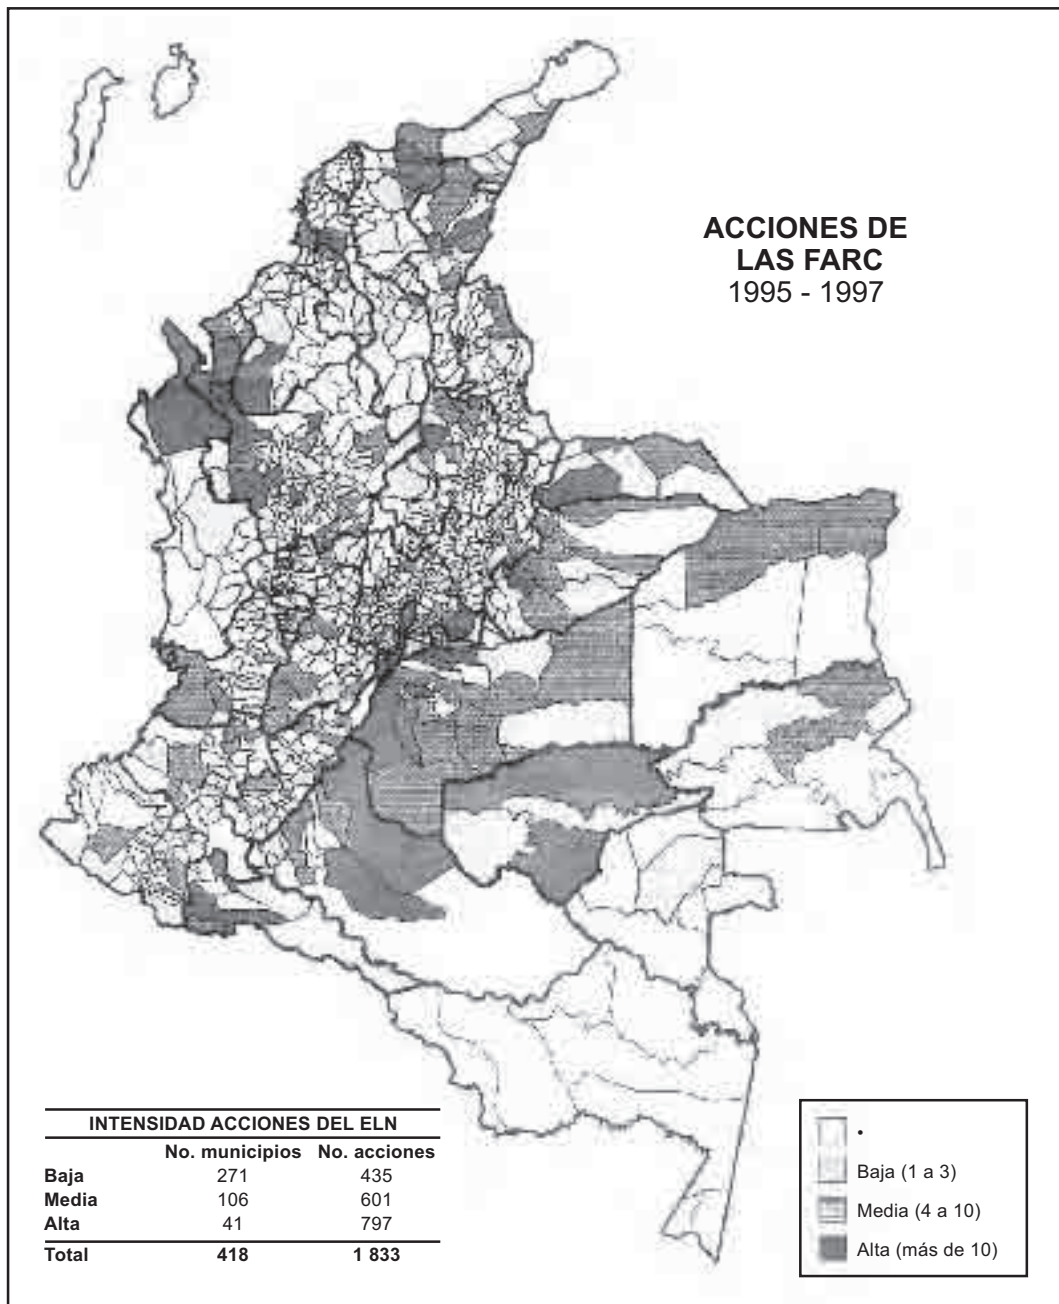 ACCIONES DE
LAS FARC
1995 - 1997
INTENSIDAD ACCIONES DEL ELN
No. municipios No. acciones
Baja 271 435
Media 106 601
Alta 41 797
Total 418 1 833
•
Baja (1 a 3)
Media (4 a 10)
Alta (más de 10)